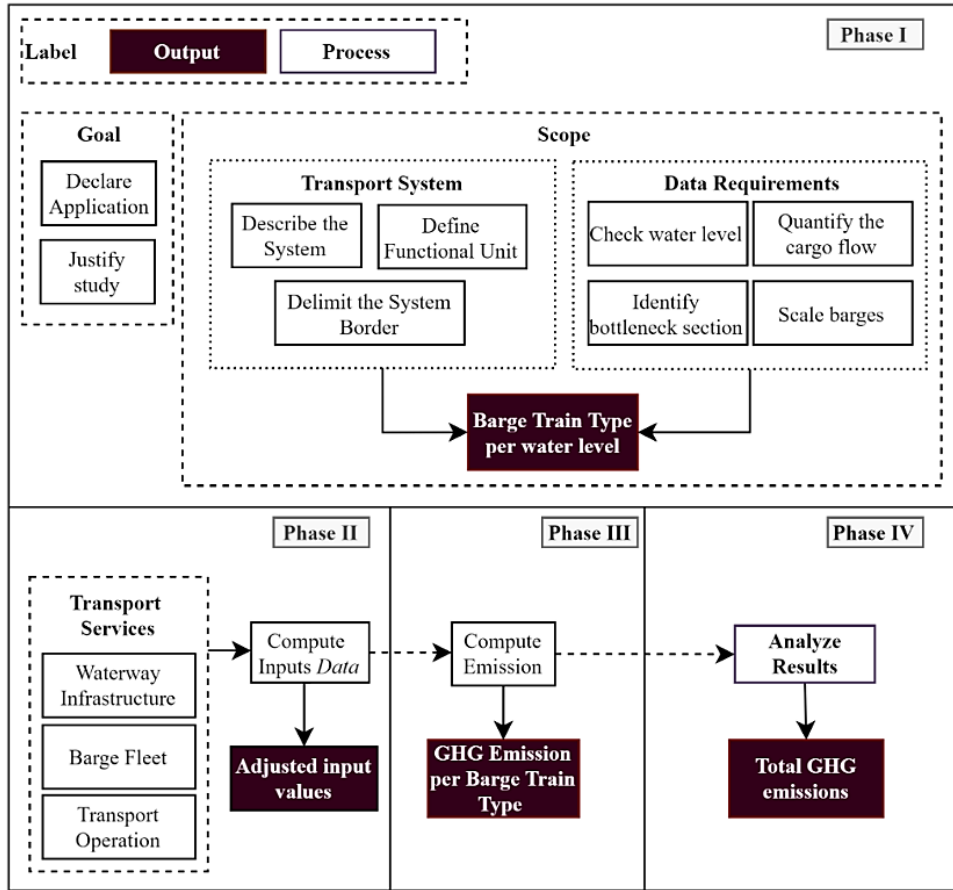 Label
Output
Process
Phase I
Goal
Declare
Application
Justify
study
Scope
Transport System
Describe the
System
Define
Functional Unit
Delimit the System
Border
Data Requirements
Check water level
Quantify the
cargo flow
Identify
bottleneck section
Scale barges
Barge Train Type
per water level
Phase II
Transport
Services
Waterway
Infrastructure
Barge Fleet
Transport
Operation
Compute
Inputs Data
Adjusted input
values
Phase III
Compute
Emission
GHG Emission
per Barge Train
Type
Phase IV
Analyze
Results
Total GHG
emissions